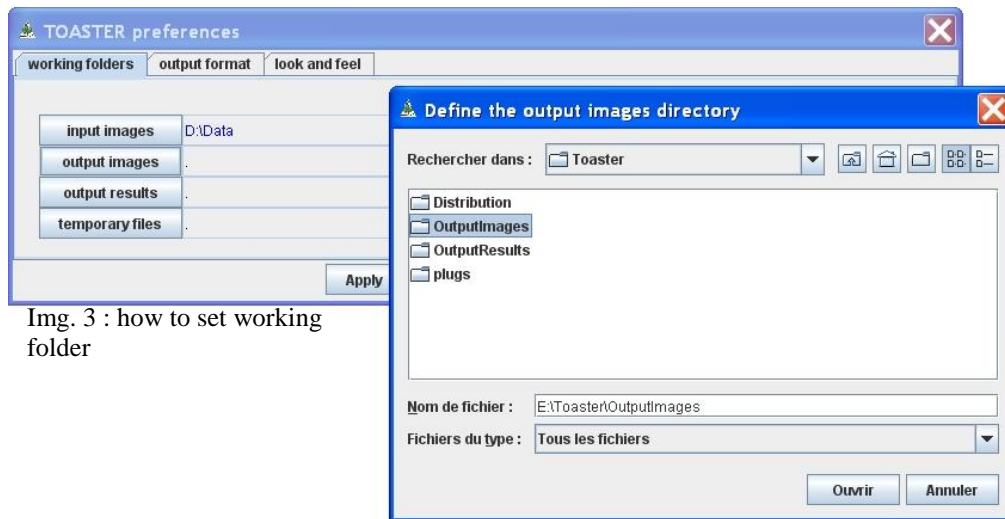 TOASTER preferences
working folders output format look and feel
input images D:\Data
output images .
output results .
temporary files .
Apply
Img. 3 : how to set working
folder
Define the output images directory
Rechercher dans : Toaster
Distribution
OutputImages
OutputResults
plugs
Nom de fichier : E:\Toaster\OutputImages
Fichiers du type : Tous les fichiers
Ouvrir Annuler